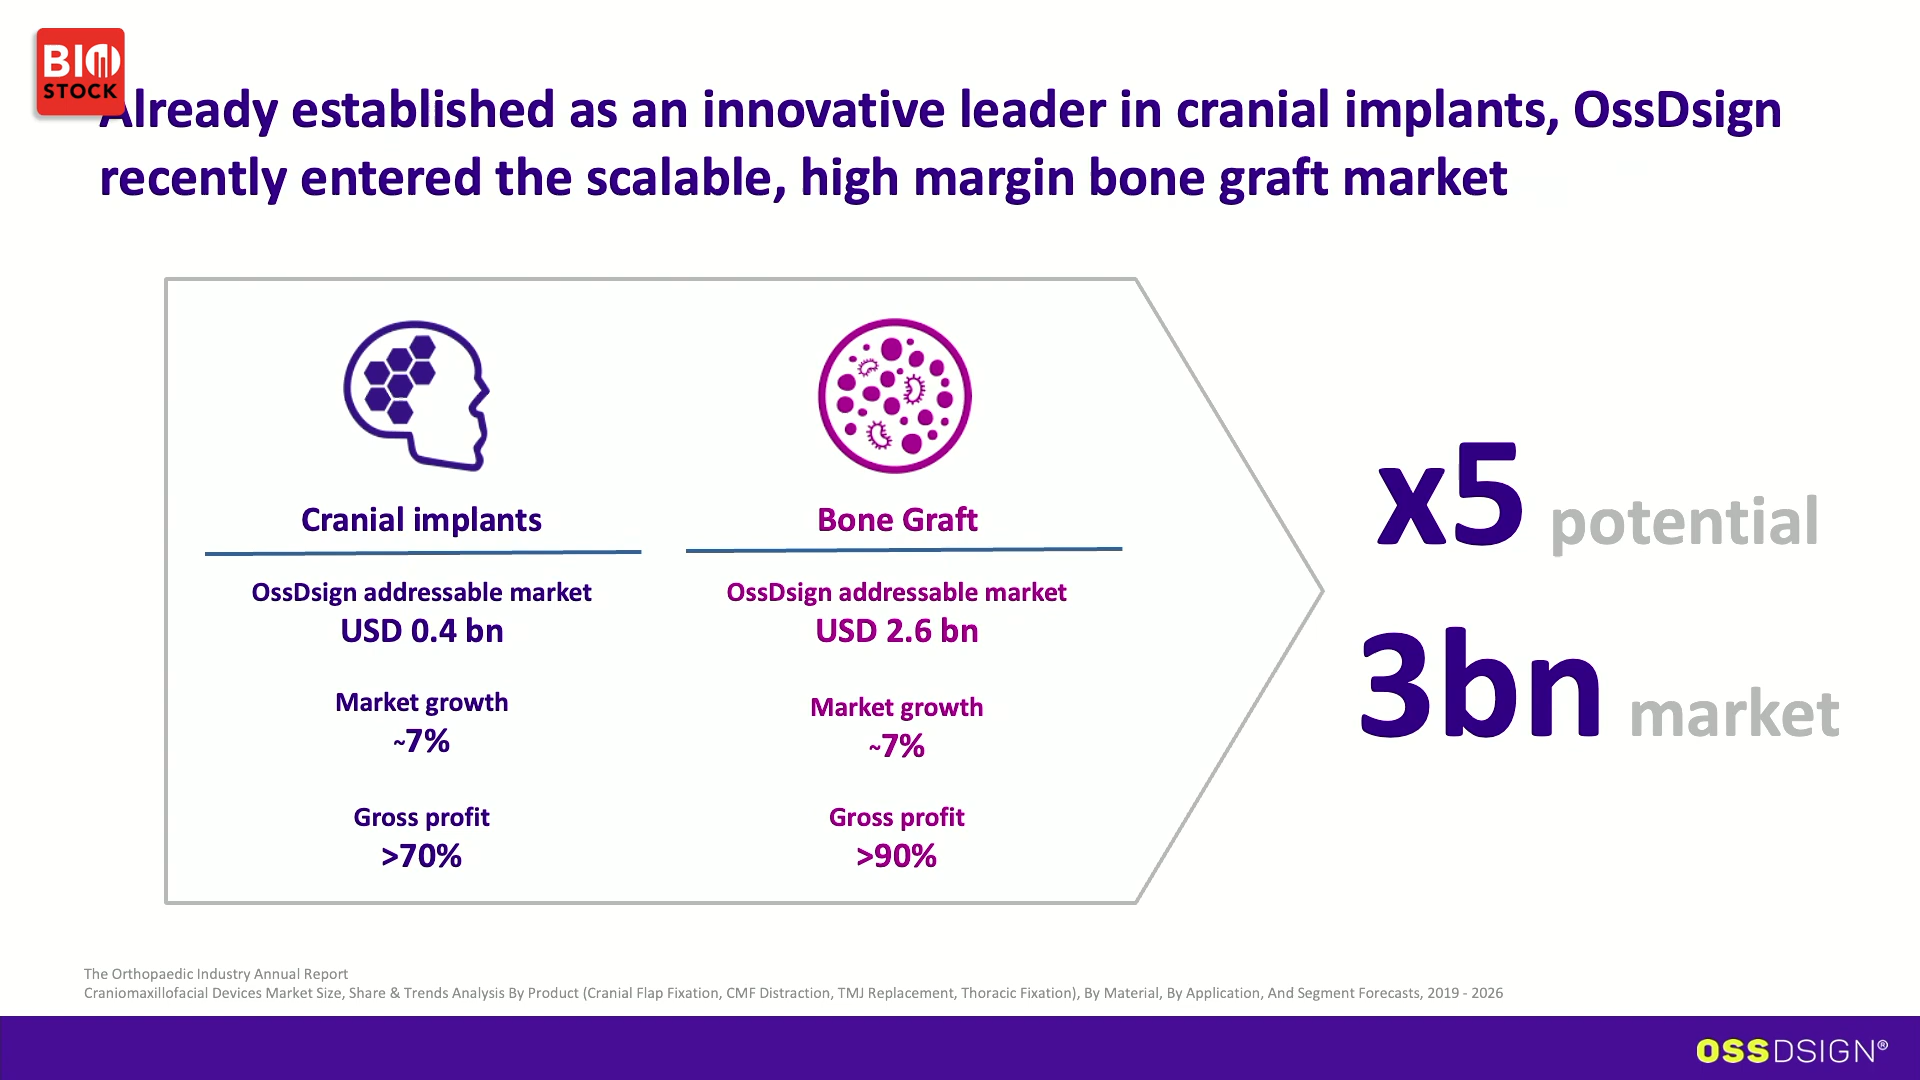 BIO
STOCK
Already established as an innovative leader in cranial implants, OssDsign
recently entered the scalable, high margin bone graft market
Cranial implants
OssDsign addressable market
USD 0.4 bn
Market growth
~7%
Gross profit
>70%
Bone Graft
OssDsign addressable market
USD 2.6 bn
Market growth
~7%
Gross profit
>90%
x5 potential
3bn market
The Orthopaedic Industry Annual Report
Craniomaxillofacial Devices Market Size, Share & Trends Analysis By Product (Cranial Flap Fixation, CMF Distraction, TMJ Replacement, Thoracic Fixation), By Material, By Application, And Segment Forecasts, 2019 - 2026
OSSDSIGN®